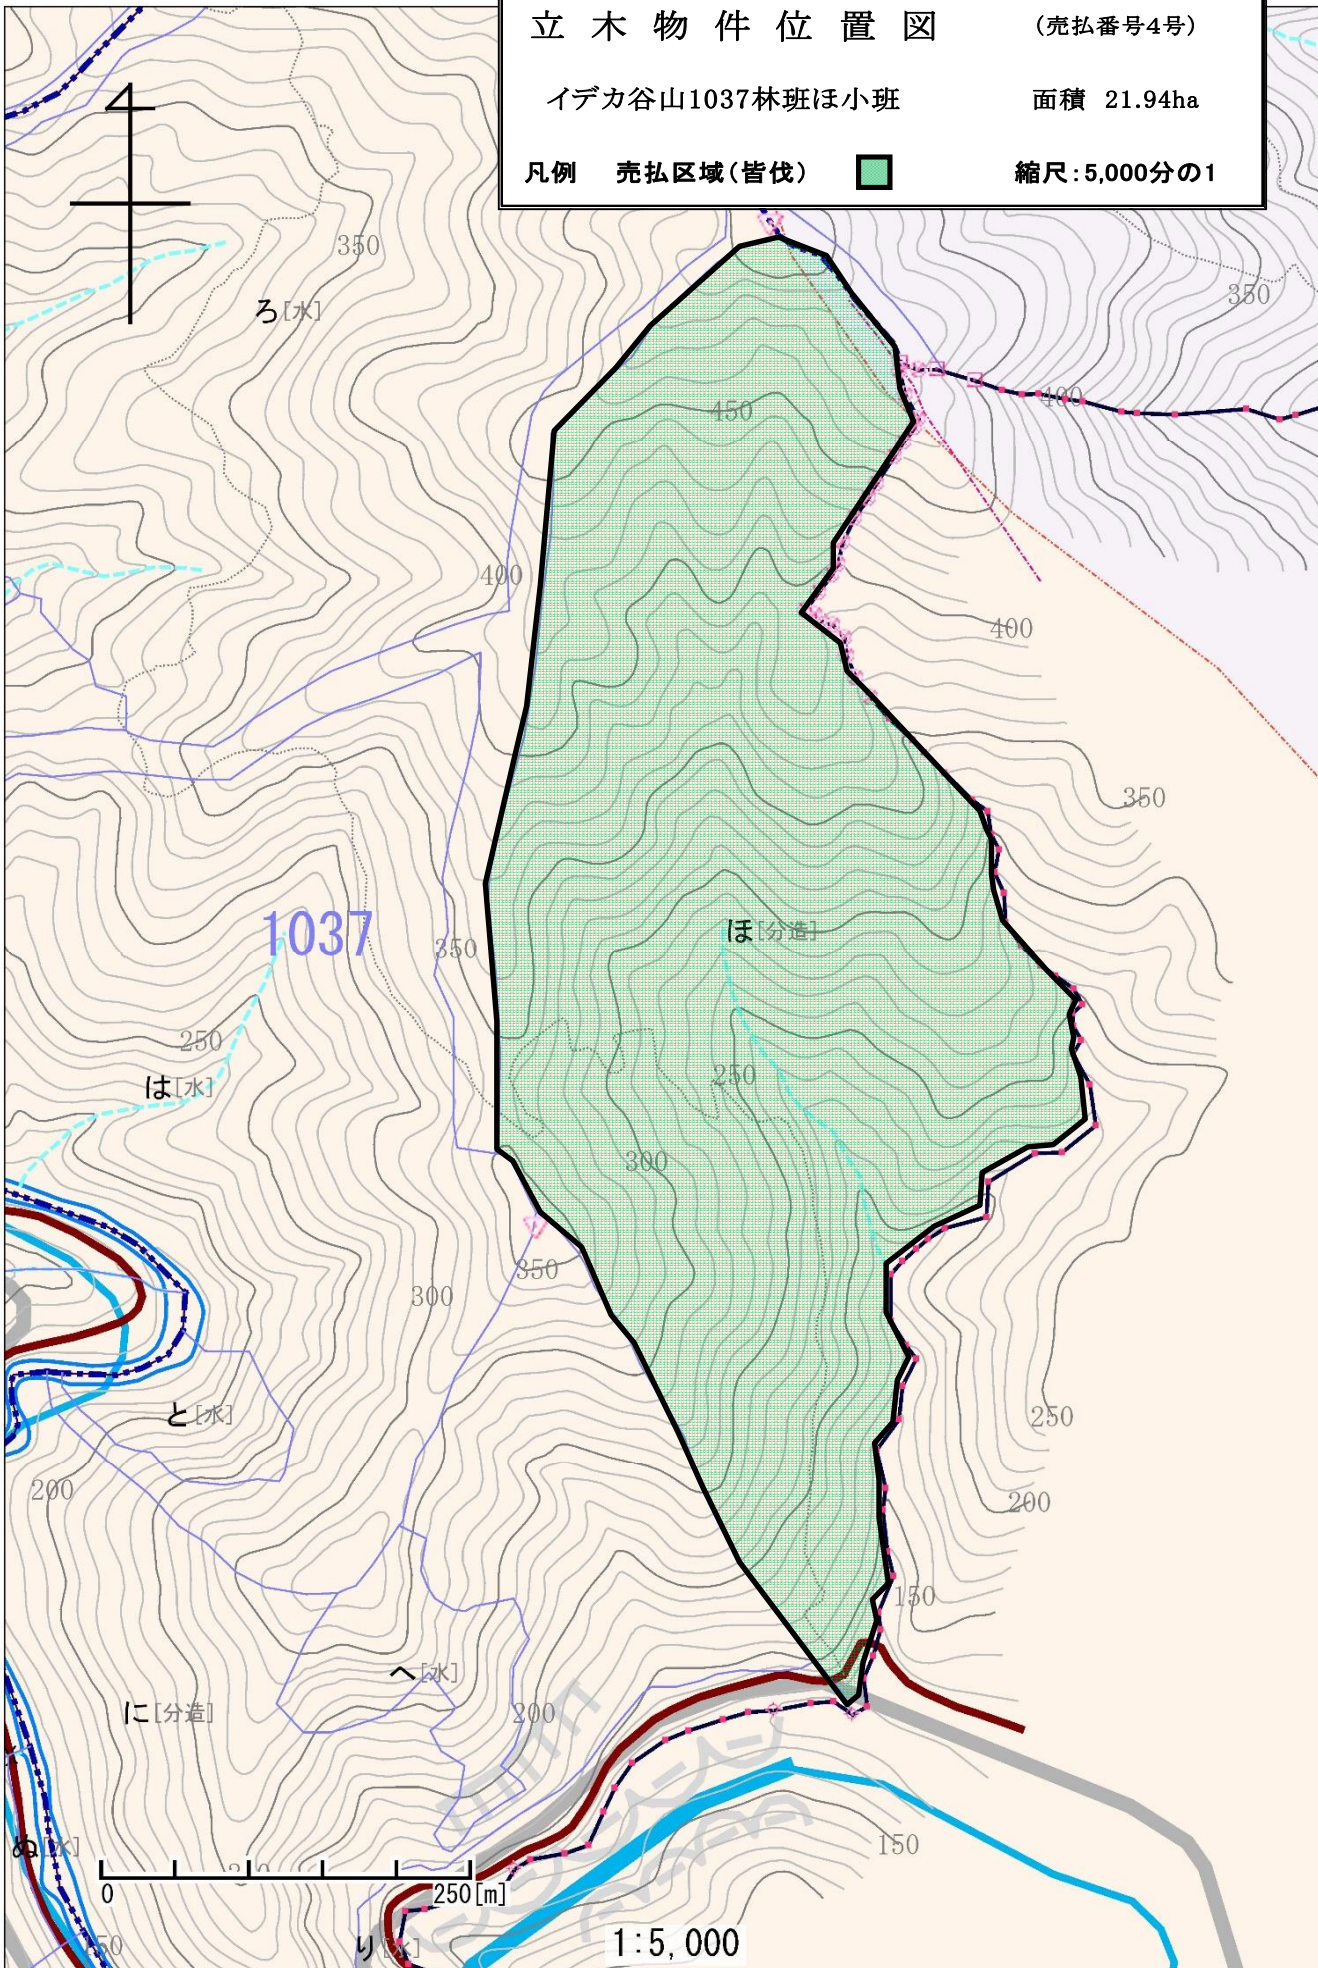 立木物件位置図 (売払番号4号)
イデカ谷山1037林班ほ小班 面積 21.94ha
凡例 売払区域(皆伐) 縮尺:5,000分の1
350
ろ[水]
350
400
450
400
400
350
1037
350
ほ[分造]
250
は[水]
250
300
350
300
と[水]
250
200
200
150
へ[水]
に[分造]
200
150
ぬ[水]
0 250[m]
り[水]
1:5,000